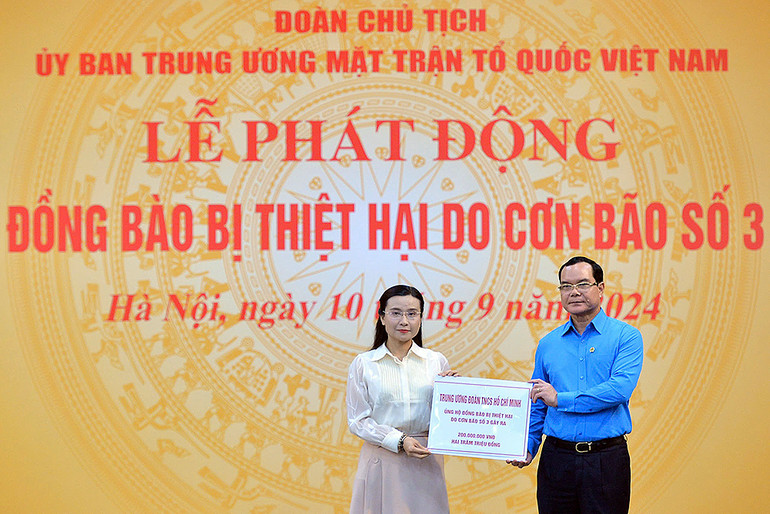 ĐOÀN CHỦ TỊCH
ỦY BAN TRUNG ƯƠNG MẶT TRẬN TỔ QUỐC VIỆT NAM
LỄ PHÁT ĐỘNG
ĐỒNG BÀO BỊ THIỆT HẠI DO CƠN BÃO SỐ 3
Hà Nội, ngày 10 9 năm 2024
TRUNG ƯƠNG ĐOÀN TNCS HỒ CHÍ MINH
ỦNG HỘ ĐỒNG BÀO BỊ THIỆT HẠI
DO CƠN BÃO SỐ 3 GÂY RA
200.000.000 VNĐ
HAI TRĂM TRIỆU ĐỒNG